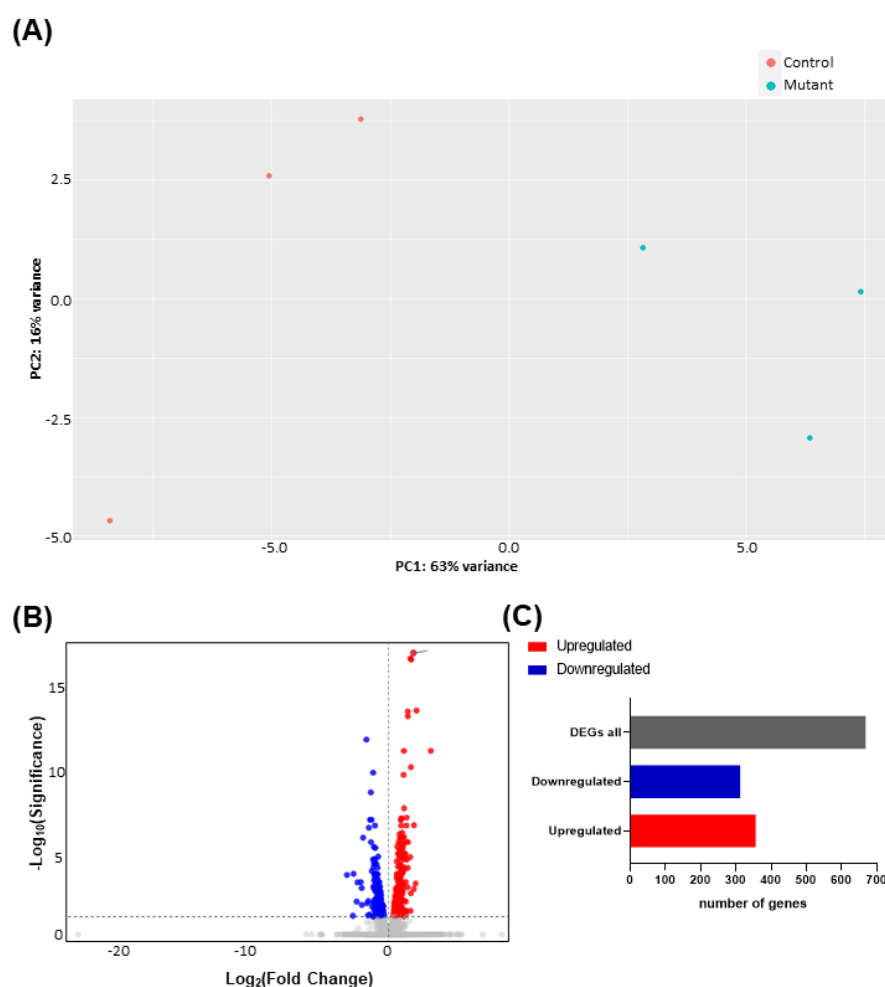 (A)
Control
Mutant
2.5
0.0
-2.5
-5.0
PC2: 16% variance
-5.0 0.0 5.0
PC1: 63% variance
(B)
15
10
5
0
-Log₁₀(Significance)
-20 -10 0
Log₂(Fold Change)
(C)
Upregulated
Downregulated
DEGs all
Downregulated
Upregulated
0 100 200 300 400 500 600 700
number of genes